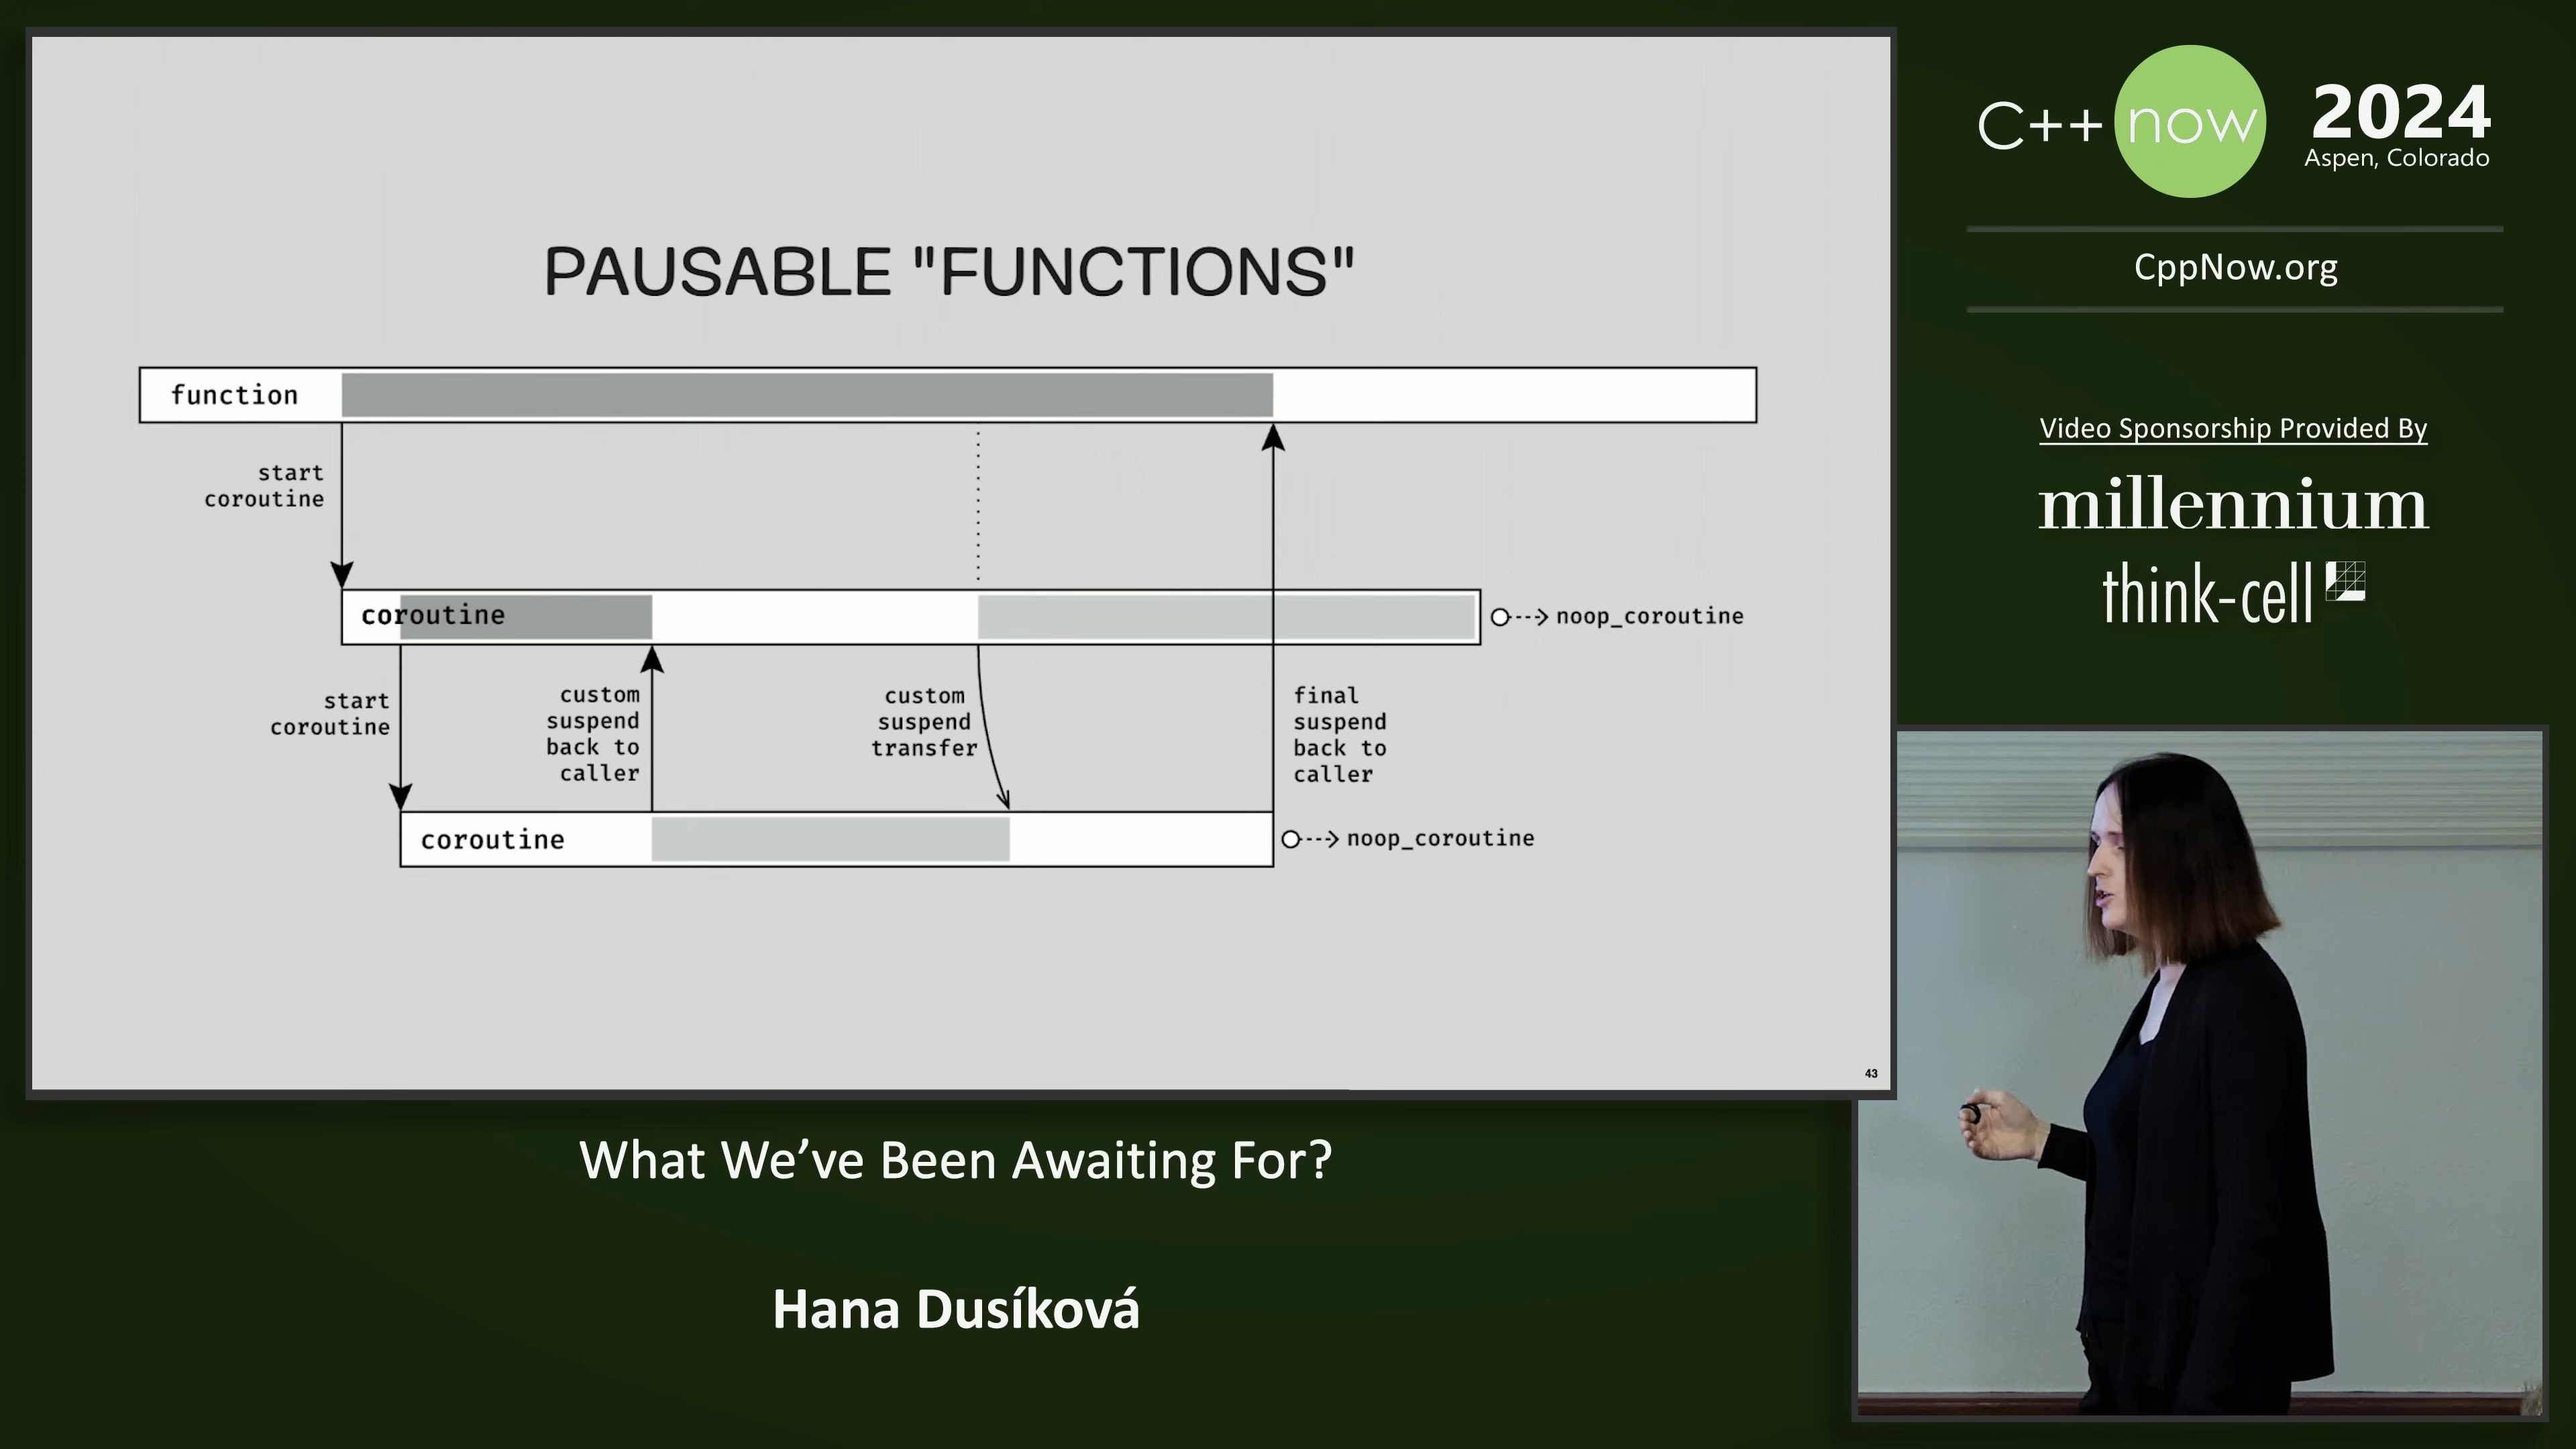 PAUSABLE "FUNCTIONS"
function
start
coroutine
coroutine
noop_coroutine
start
coroutine
custom
suspend
back to
caller
custom
suspend
transfer
final
suspend
back to
caller
coroutine
noop_coroutine
43
C++ now
2024
Aspen, Colorado
CppNow.org
Video Sponsorship Provided By
millennium
think-cell
What We’ve Been Awaiting For?
Hana Dusíková